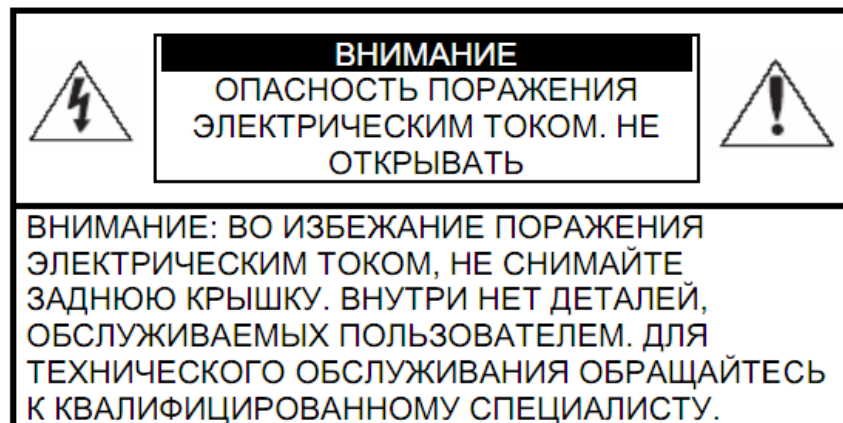 ВНИМАНИЕ
ОПАСНОСТЬ ПОРАЖЕНИЯ
ЭЛЕКТРИЧЕСКИМ ТОКОМ. НЕ
ОТКРЫВАТЬ
ВНИМАНИЕ: ВО ИЗБЕЖАНИЕ ПОРАЖЕНИЯ
ЭЛЕКТРИЧЕСКИМ ТОКОМ, НЕ СНИМАЙТЕ
ЗАДНЮЮ КРЫШКУ. ВНУТРИ НЕТ ДЕТАЛЕЙ,
ОБСЛУЖИВАЕМЫХ ПОЛЬЗОВАТЕЛЕМ. ДЛЯ
ТЕХНИЧЕСКОГО ОБСЛУЖИВАНИЯ ОБРАЩАЙТЕСЬ
К КВАЛИФИЦИРОВАННОМУ СПЕЦИАЛИСТУ.